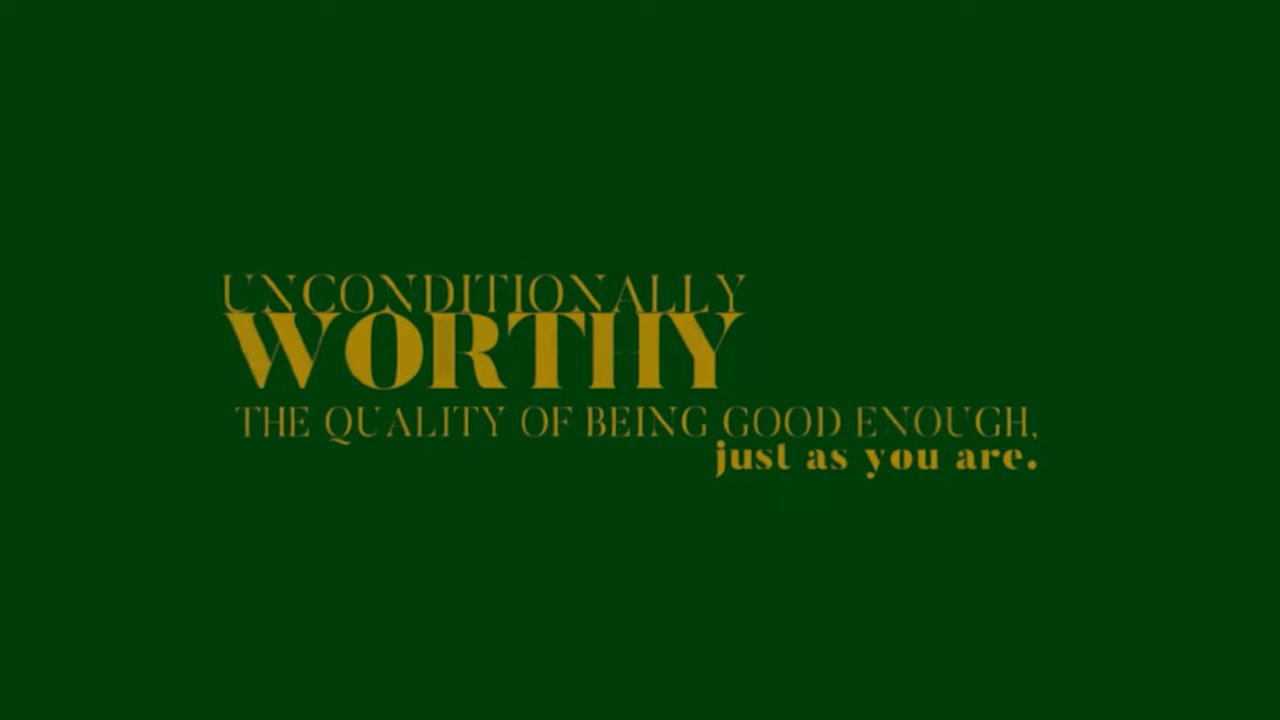 UNCONDITIONALLY
WORTHY
THE QUALITY OF BEING GOOD ENOUGH,
just as you are.